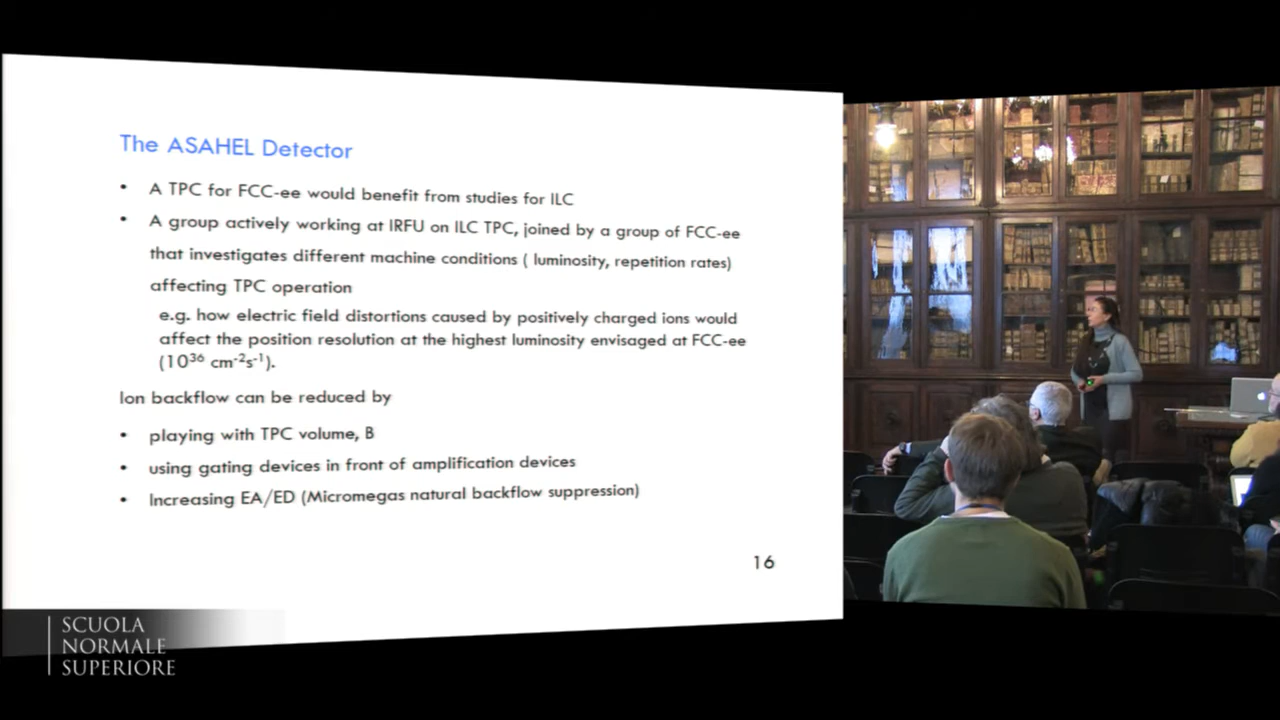 The ASAHEL Detector
• A TPC for FCC-ee would benefit from studies for ILC
• A group actively working at IRFU on ILC TPC, joined by a group of FCC-ee
that investigates different machine conditions ( luminosity, repetition rates)
affecting TPC operation
e.g. how electric field distortions caused by positively charged ions would
affect the position resolution at the highest luminosity envisaged at FCC-ee
(10³⁶ cm⁻²s⁻¹).
Ion backflow can be reduced by
• playing with TPC volume, B
• using gating devices in front of amplification devices
• Increasing EA/ED (Micromegas natural backflow suppression)
16
SCUOLA
NORMALE
SUPERIORE